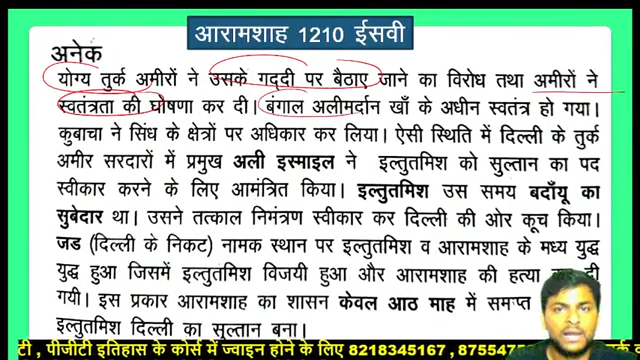 आरामशाह 1210 ईसवी
अनेक
योग्य तुर्क अमीरों ने उसके गद्दी पर बैठाए जाने का विरोध तथा अमीरों ने
स्वतंत्रता की घोषणा कर दी। बंगाल अलीमर्दान खाँ के अधीन स्वतंत्र हो गया।
कुबाचा ने सिंध के क्षेत्रों पर अधिकार कर लिया। ऐसी स्थिति में दिल्ली के तुर्क
अमीर सरदारों में प्रमुख अली इस्माइल ने इल्तुतमिश को सुल्तान का पद
स्वीकार करने के लिए आमंत्रित किया। इल्तुतमिश उस समय बदाँयू का
सुबेदार था। उसने तत्काल निमंत्रण स्वीकार कर दिल्ली की ओर कूच किया।
जड (दिल्ली के निकट) नामक स्थान पर इल्तुतमिश व आरामशाह के मध्य युद्ध
युद्ध हुआ जिसमें इल्तुतमिश विजयी हुआ और आरामशाह की हत्या दी
गयी। इस प्रकार आरामशाह का शासन केवल आठ माह में समाप्त
इल्तुतमिश दिल्ली का सुल्तान बना।
टी, पीजीटी इतिहास के कोर्स में ज्वाइन होने के लिए 8218345167, 8755475